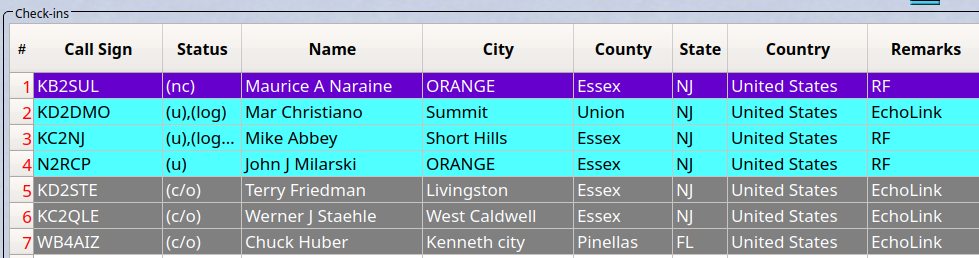 Check-ins
# Call Sign Status Name City County State Country Remarks
1 KB2SUL (nc) Maurice A Naraine ORANGE Essex NJ United States RF
2 KD2DMO (u),(log) Mar Christiano Summit Union NJ United States EchoLink
3 KC2NJ (u),(log... Mike Abbey Short Hills Essex NJ United States RF
4 N2RCP (u) John J Milarski ORANGE Essex NJ United States RF
5 KD2STE (c/o) Terry Friedman Livingston Essex NJ United States EchoLink
6 KC2QLE (c/o) Werner J Staehle West Caldwell Essex NJ United States EchoLink
7 WB4AIZ (c/o) Chuck Huber Kenneth city Pinellas FL United States EchoLink